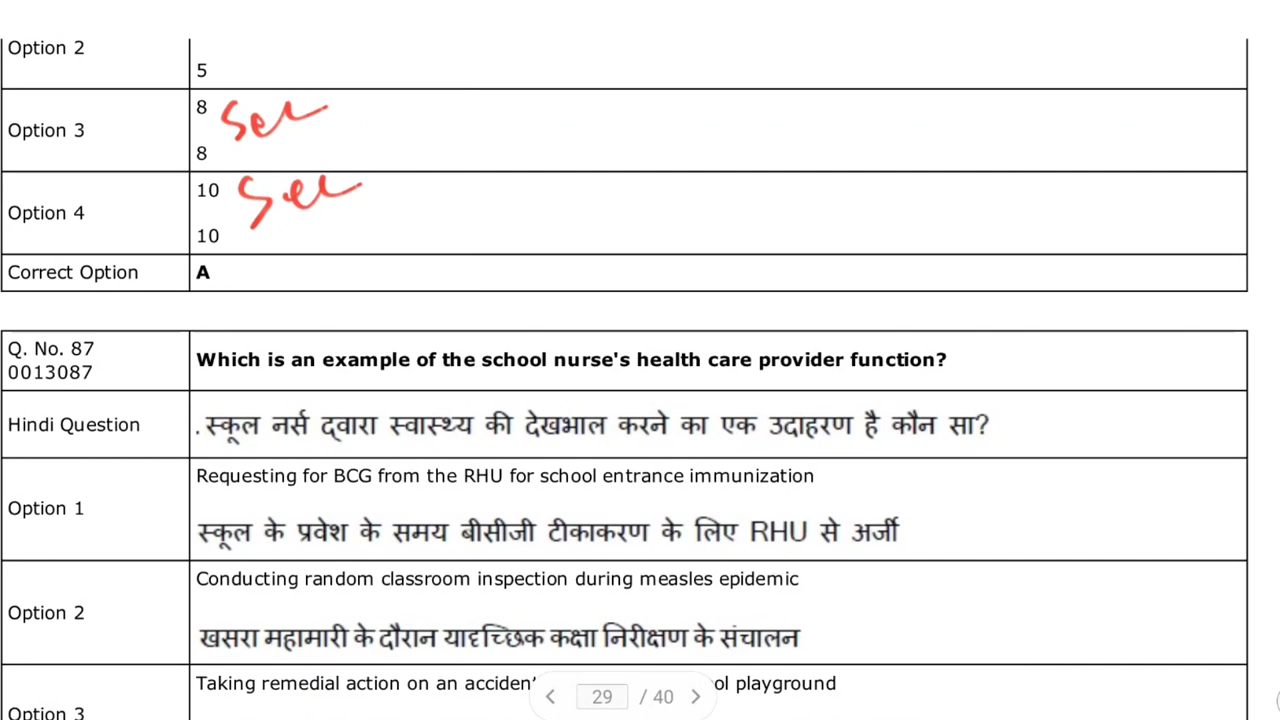 Option 2
5
Option 3
8 Sec
8
Option 4
10 Sec
10
Correct Option A
Q. No. 87
0013087
Which is an example of the school nurse's health care provider function?
Hindi Question
. स्कूल नर्स द्वारा स्वास्थ्य की देखभाल करने का एक उदाहरण है कौन सा?
Option 1
Requesting for BCG from the RHU for school entrance immunization
स्कूल के प्रवेश के समय बीसीजी टीकाकरण के लिए RHU से अर्जी
Option 2
Conducting random classroom inspection during measles epidemic
खसरा महामारी के दौरान यादृच्छिक कक्षा निरीक्षण के संचालन
Option 3
Taking remedial action on an accident playground
29 / 40